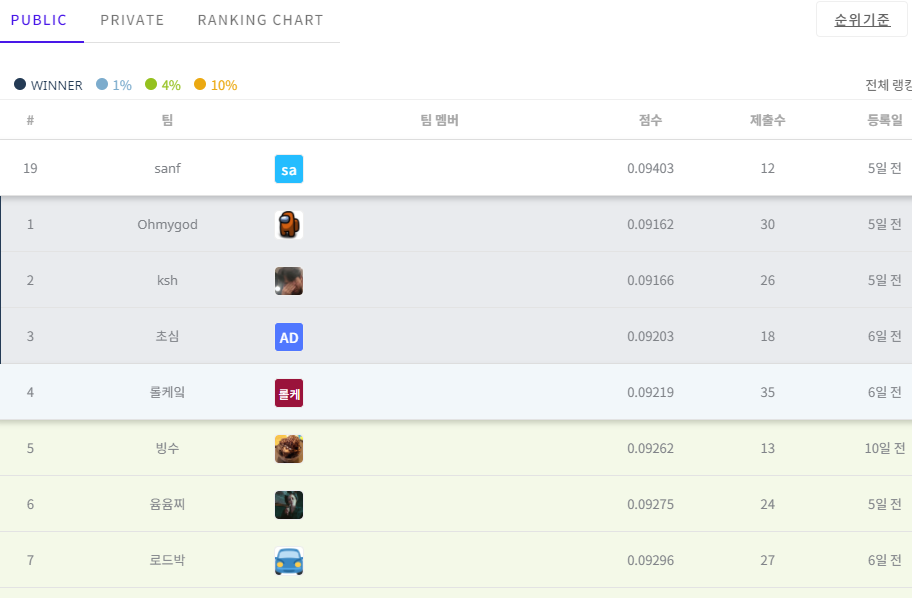 PUBLIC PRIVATE RANKING CHART 순위기준
WINNER 1% 4% 10% 전체 랭킹
# 팀 팀 멤버 점수 제출수 등록일
19 sanf sa 0.09403 12 5일 전
1 Ohmygod 0.09162 30 5일 전
2 ksh 0.09166 26 5일 전
3 초심 AD 0.09203 18 6일 전
4 롤케잌 롤케 0.09219 35 6일 전
5 빙수 0.09262 13 10일 전
6 윰윰찌 0.09275 24 5일 전
7 로드박 0.09296 27 6일 전